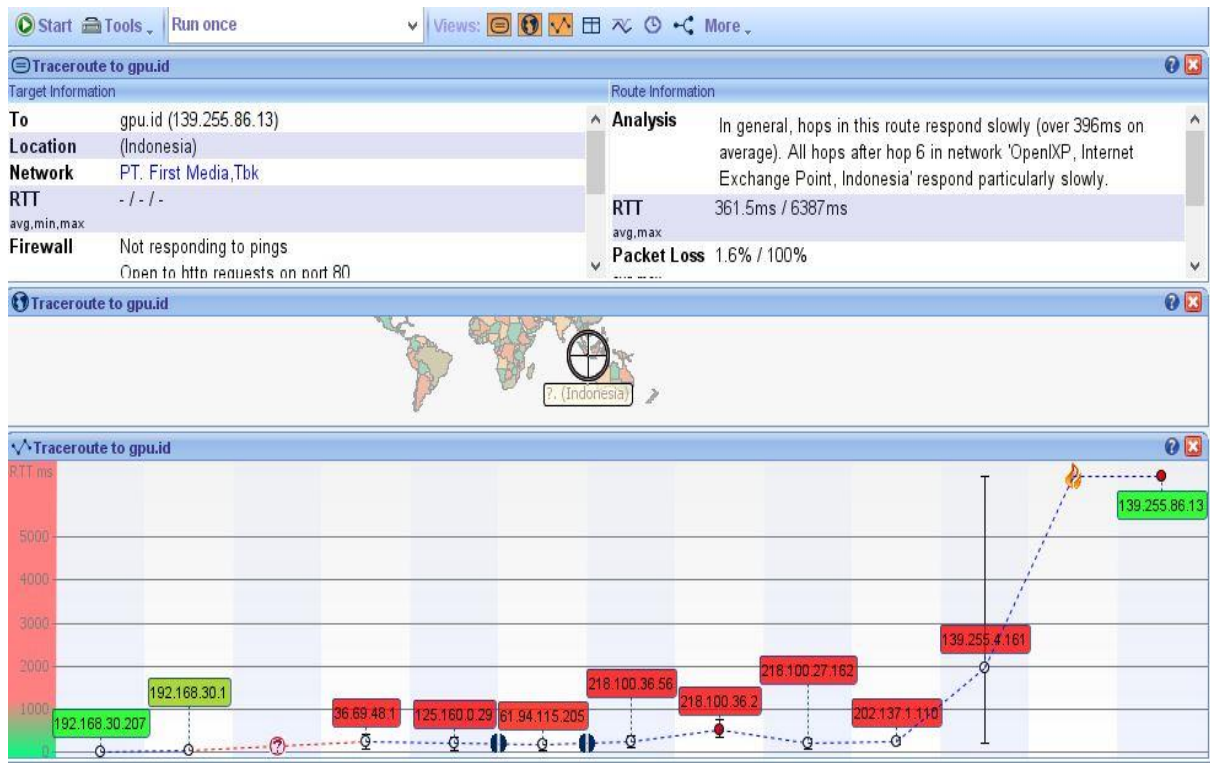 Start Tools Run once Views: More
Traceroute to gpu.id
Target Information
To gpu.id (139.255.86.13)
Location (Indonesia)
Network PT. First Media,Tbk
RTT - / - / -
avg,min,max
Firewall Not responding to pings
Open to http requests on port 80
Route Information
Analysis In general, hops in this route respond slowly (over 396ms on
average). All hops after hop 6 in network 'OpenIXP, Internet
Exchange Point, Indonesia' respond particularly slowly.
RTT 361.5ms / 6387ms
avg,max
Packet Loss 1.6% / 100%
Traceroute to gpu.id
?. (Indonesia)
Traceroute to gpu.id
RTT ms
5000
4000
3000
2000
1000
0
192.168.30.207
192.168.30.1
?
36.69.48.1
125.160.0.29
61.94.115.205
218.100.36.56
218.100.36.2
218.100.27.162
202.137.1.110
139.255.4.161
139.255.86.13